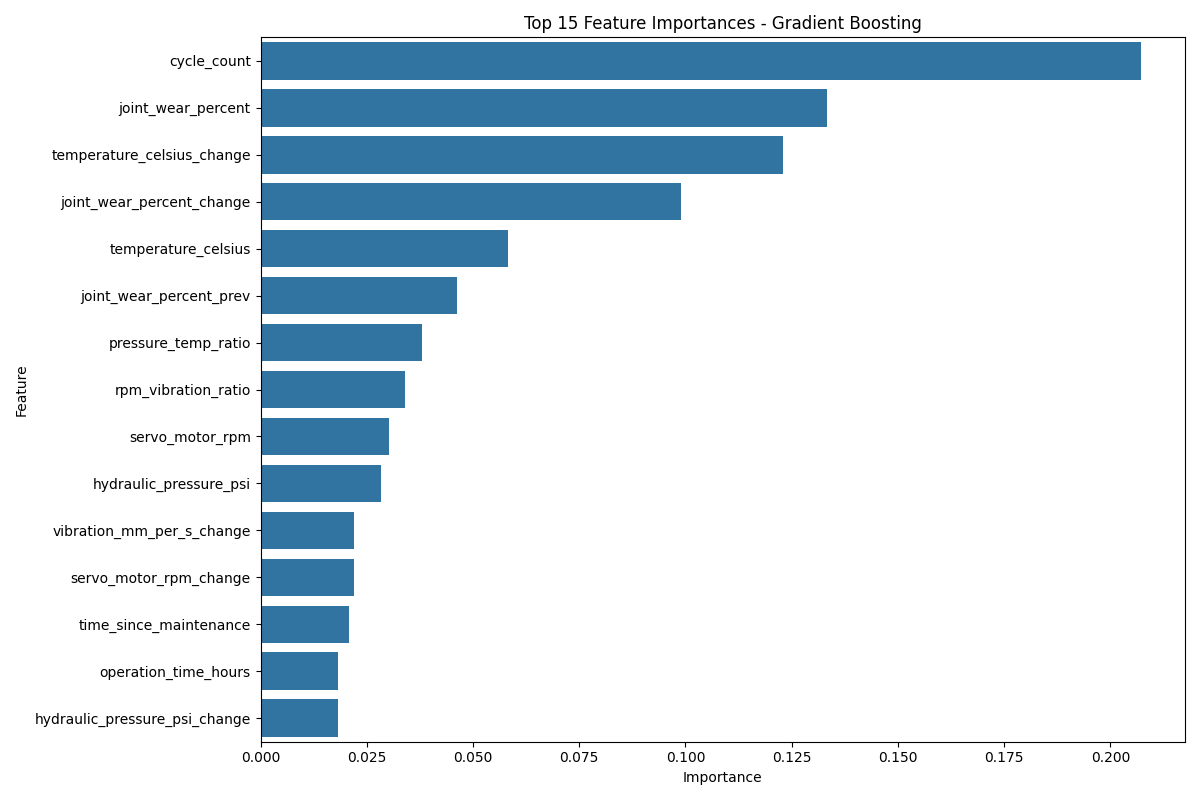 Top 15 Feature Importances - Gradient Boosting
cycle_count
joint_wear_percent
temperature_celsius_change
joint_wear_percent_change
temperature_celsius
joint_wear_percent_prev
pressure_temp_ratio
rpm_vibration_ratio
servo_motor_rpm
hydraulic_pressure_psi
vibration_mm_per_s_change
servo_motor_rpm_change
time_since_maintenance
operation_time_hours
hydraulic_pressure_psi_change
Feature
0.000 0.025 0.050 0.075 0.100 0.125 0.150 0.175 0.200
Importance